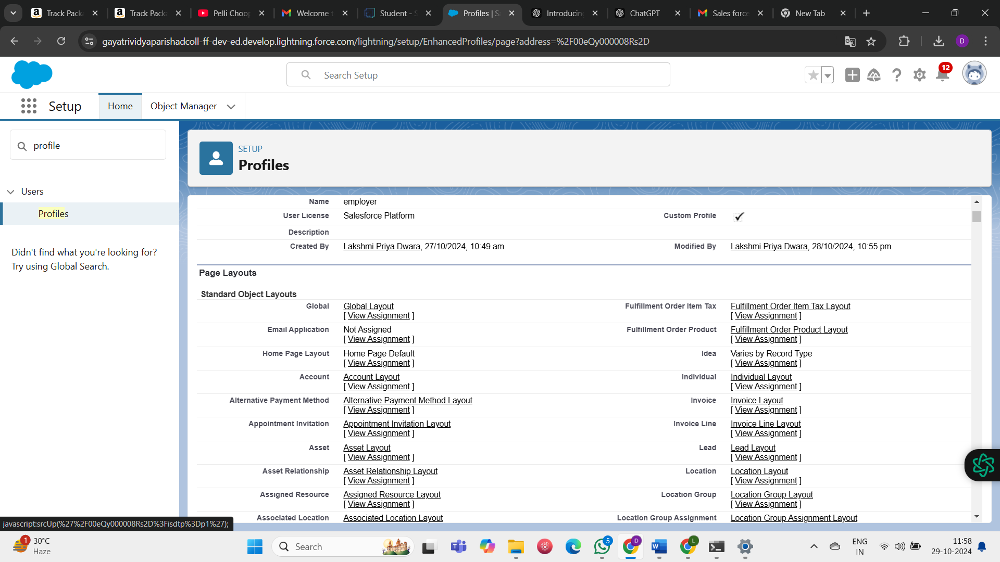 Track Packa
Track Packa
Pelli Choop
Welcome t
Student - S
Profiles | Sa
Introducing
ChatGPT
Sales force
New Tab
gayatrividyaparishadcoll-ff-dev-ed.develop.lightning.force.com/lightning/setup/EnhancedProfiles/page?address=%2F00eQy000008Rs2D
D
Search Setup
12
Setup
Home
Object Manager
profile
Users
Profiles
Didn't find what you're looking for?
Try using Global Search.
SETUP
Profiles
Name employer
User License Salesforce Platform Custom Profile
Description
Created By Lakshmi Priya Dwara, 27/10/2024, 10:49 am Modified By Lakshmi Priya Dwara, 28/10/2024, 10:55 pm
Page Layouts
Standard Object Layouts
Global Global Layout Fulfillment Order Item Tax Fulfillment Order Item Tax Layout
[ View Assignment ] [ View Assignment ]
Email Application Not Assigned Fulfillment Order Product Fulfillment Order Product Layout
[ View Assignment ] [ View Assignment ]
Home Page Layout Home Page Default Idea Varies by Record Type
[ View Assignment ] [ View Assignment ]
Account Account Layout Individual Individual Layout
[ View Assignment ] [ View Assignment ]
Alternative Payment Method Alternative Payment Method Layout Invoice Invoice Layout
[ View Assignment ] [ View Assignment ]
Appointment Invitation Appointment Invitation Layout Invoice Line Invoice Line Layout
[ View Assignment ] [ View Assignment ]
Asset Asset Layout Lead Lead Layout
[ View Assignment ] [ View Assignment ]
Asset Relationship Asset Relationship Layout Location Location Layout
[ View Assignment ] [ View Assignment ]
Assigned Resource Assigned Resource Layout Location Group Location Group Layout
[ View Assignment ] [ View Assignment ]
Associated Location Associated Location Layout Location Group Assignment Location Group Assignment Layout
javascript:srcUp(%27%2F00eQy000008Rs2D%3Fisdtp%3Dp1%27);
1
30°C
Haze
Search
5
D
L
ENG
IN
11:58
29-10-2024